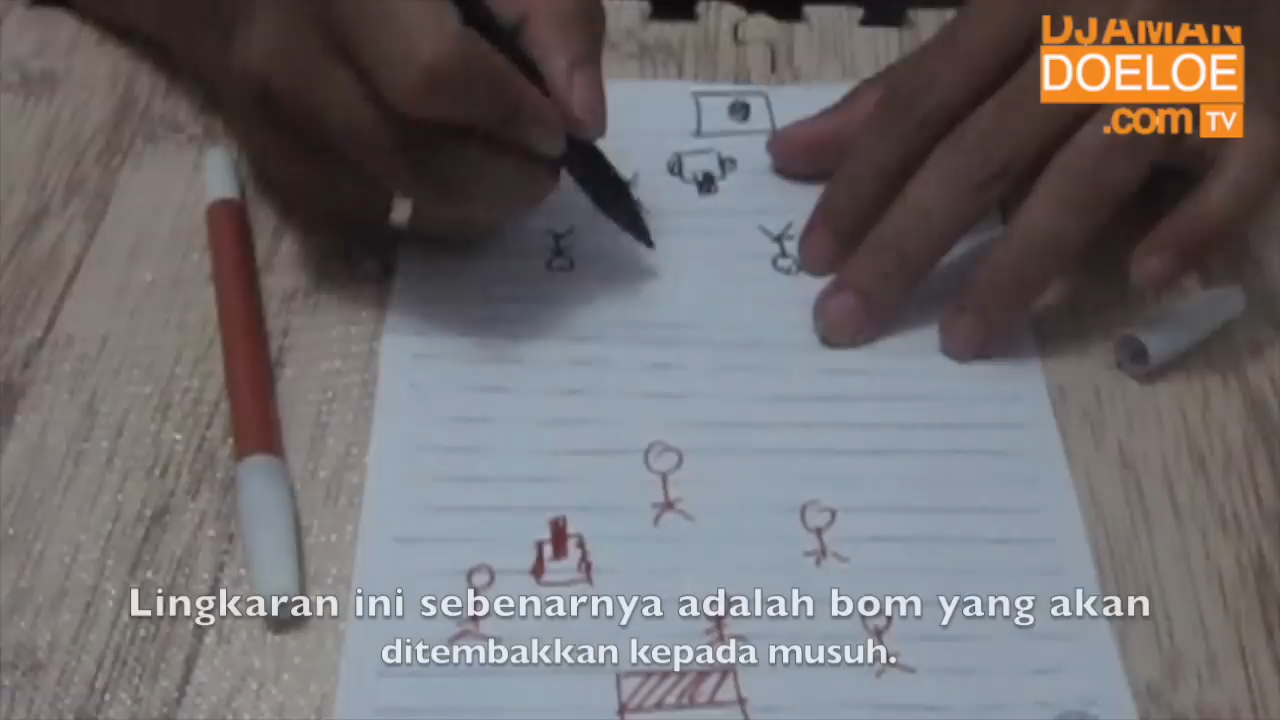 DJAMAN
DOELOE
.com TV
Lingkaran ini sebenarnya adalah bom yang akan
ditembakkan kepada musuh.